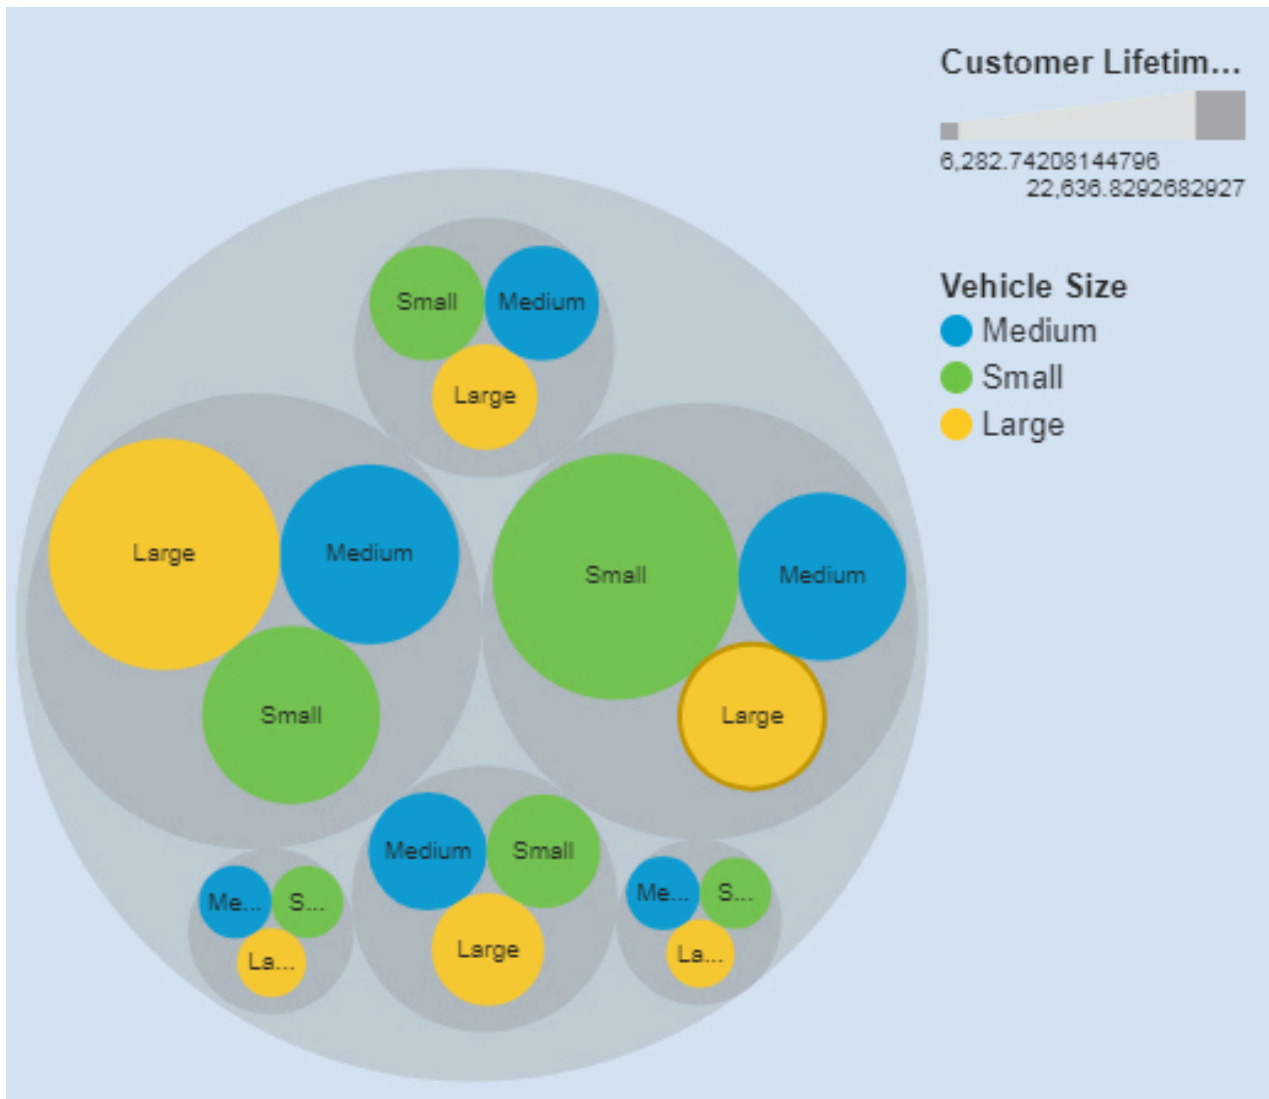 Customer Lifetim...
6,282.74208144796
22,636.8292682927
Vehicle Size
Medium
Small
Large
Small
Medium
Large
Large
Medium
Small
Small
Medium
Large
Medium
Small
Large
Me...
S...
La...
Me...
S...
La...